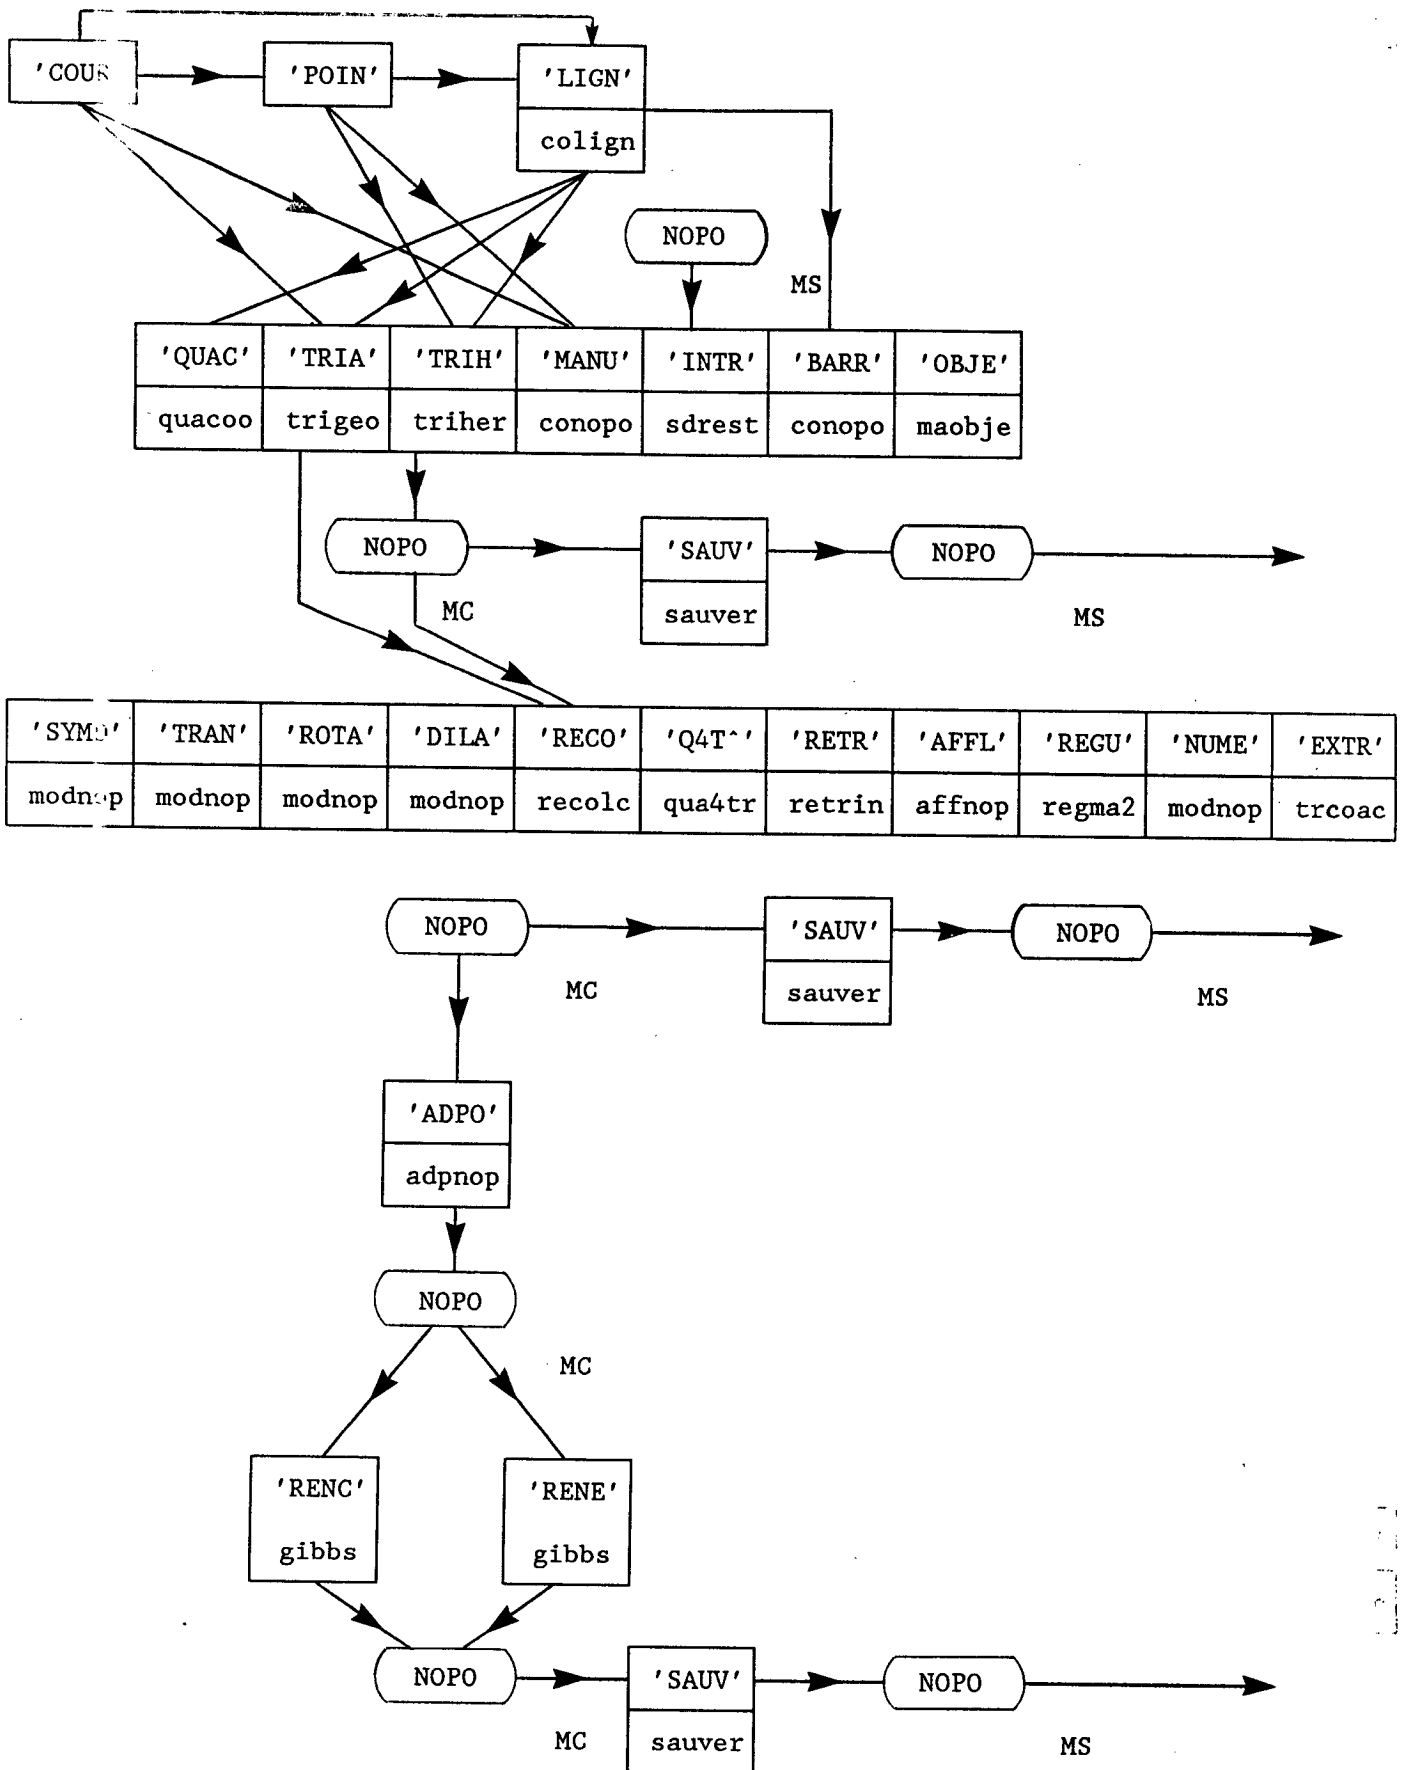 'COUR 'POIN' 'LIGN'
colign
NOPO
MS
'QUAC' 'TRIA' 'TRIH' 'MANU' 'INTR' 'BARR' 'OBJE'
quacoo trigeo triher conopo sdrest conopo maobje
NOPO 'SAUV' NOPO
MC sauver MS
'TRAN' 'ROTA' 'DILA' 'RECO' 'Q4T^' 'RETR' 'AFFL' 'REGU' 'NUME' 'EXTR'
modnop modnop modnop modnop recolc qua4tr retrin affnop regma2 modnop trcoac
NOPO 'SAUV' NOPO
MC sauver MS
'ADPO'
adpnop
NOPO
MC
'RENC' 'RENE'
gibbs gibbs
NOPO 'SAUV' NOPO
MC sauver MS